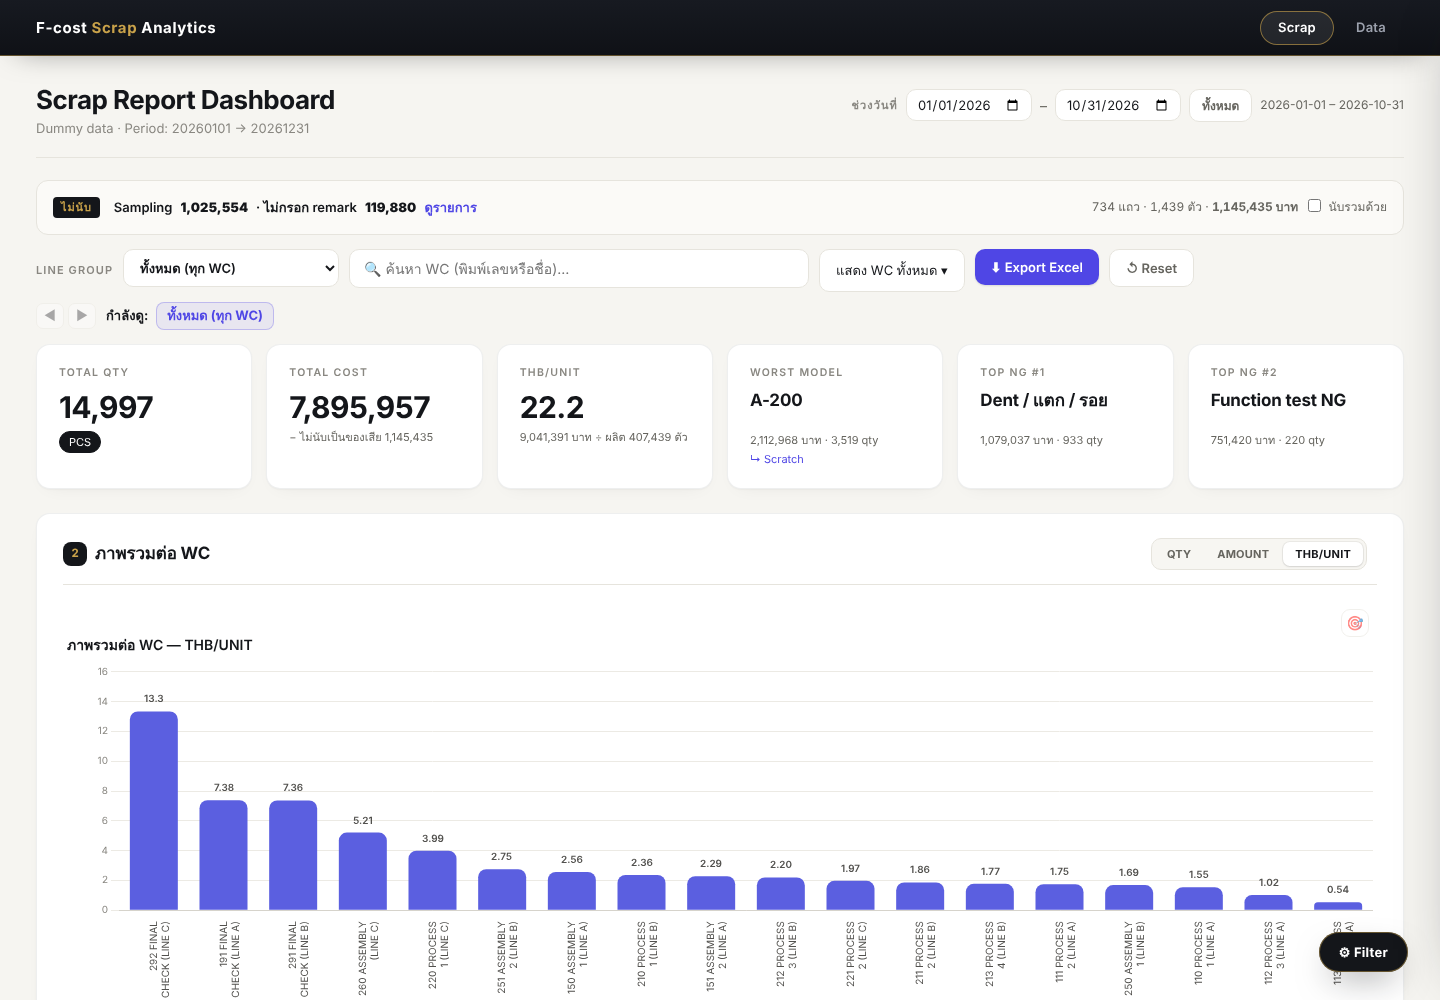 F-cost Scrap Analytics
Scrap
Data
Scrap Report Dashboard
Dummy data · Period: 20260101 → 20261231
ช่วงวันที่
01/01/2026
–
10/31/2026
ทั้งหมด
2026-01-01 – 2026-10-31
ไม่นับ
Sampling 1,025,554 · ไม่กรอก remark 119,880 ดูรายการ
734 แถว · 1,439 ตัว · 1,145,435 บาท
นับรวมด้วย
LINE GROUP
ทั้งหมด (ทุก WC)
🔍 ค้นหา WC (พิมพ์เลขหรือชื่อ)...
แสดง WC ทั้งหมด ▾
⬇ Export Excel
↺ Reset
◀ ▶ กำลังดู: ทั้งหมด (ทุก WC)
TOTAL QTY
14,997
PCS
TOTAL COST
7,895,957
− ไม่นับเป็นของเสีย 1,145,435
THB/UNIT
22.2
9,041,391 บาท ÷ ผลิต 407,439 ตัว
WORST MODEL
A-200
2,112,968 บาท · 3,519 qty
↳ Scratch
TOP NG #1
Dent / แตก / รอย
1,079,037 บาท · 933 qty
TOP NG #2
Function test NG
751,420 บาท · 220 qty
2 ภาพรวมต่อ WC
QTY
AMOUNT
THB/UNIT
🎯
ภาพรวมต่อ WC — THB/UNIT
16
14
12
10
8
6
4
2
0
13.3
7.38
7.36
5.21
3.99
2.75
2.56
2.36
2.29
2.20
1.97
1.86
1.77
1.75
1.69
1.55
1.02
0.54
292 FINAL
CHECK (LINE C)
191 FINAL
CHECK (LINE A)
291 FINAL
CHECK (LINE B)
260 ASSEMBLY
(LINE C)
220 PROCESS
1 (LINE C)
251 ASSEMBLY
2 (LINE B)
150 ASSEMBLY
1 (LINE A)
210 PROCESS
1 (LINE B)
151 ASSEMBLY
2 (LINE A)
212 PROCESS
3 (LINE B)
221 PROCESS
2 (LINE C)
211 PROCESS
2 (LINE B)
213 PROCESS
4 (LINE B)
111 PROCESS
2 (LINE A)
250 ASSEMBLY
1 (LINE B)
110 PROCESS
1 (LINE A)
112 PROCESS
3 (LINE A)
⚙ Filter